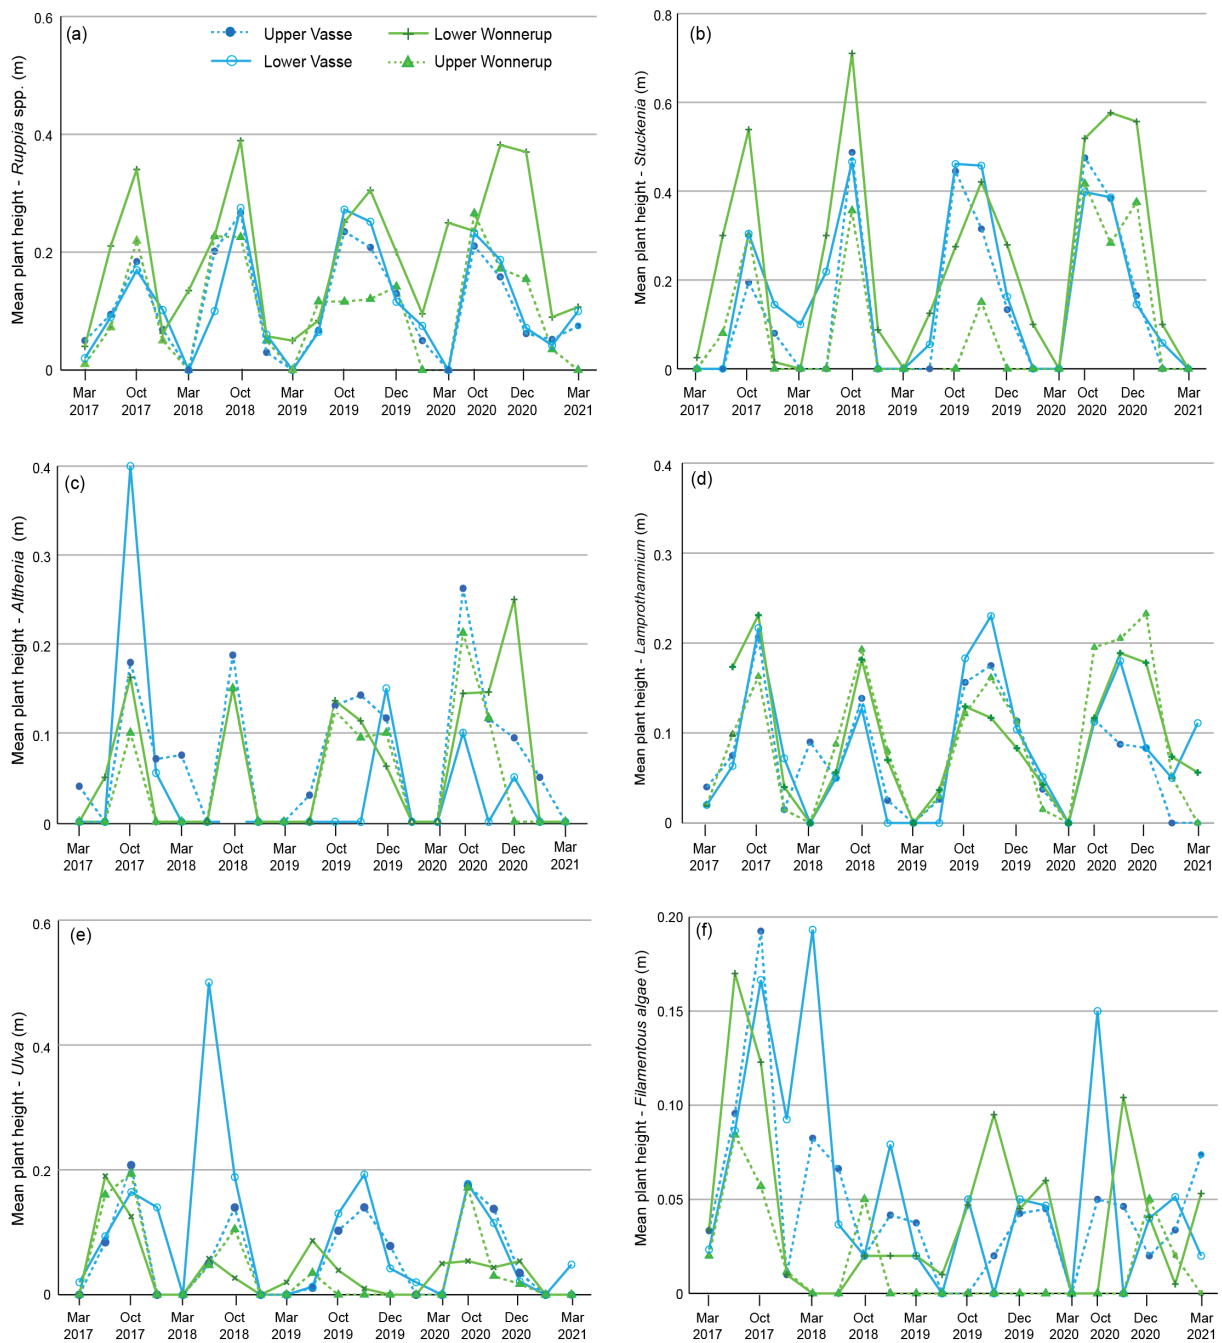 (a)
Upper Vasse
Lower Vasse
Lower Wonnerup
Upper Wonnerup
Mean plant height - Ruppia spp. (m)
0.6
0.4
0.2
0
Mar 2017
Oct 2017
Mar 2018
Oct 2018
Mar 2019
Oct 2019
Dec 2019
Mar 2020
Oct 2020
Dec 2020
Mar 2021
(b)
Mean plant height - Stuckenia (m)
0.8
0.6
0.4
0.2
0
Mar 2017
Oct 2017
Mar 2018
Oct 2018
Mar 2019
Oct 2019
Dec 2019
Mar 2020
Oct 2020
Dec 2020
Mar 2021
(c)
Mean plant height - Althenia (m)
0.4
0.3
0.2
0.1
0
Mar 2017
Oct 2017
Mar 2018
Oct 2018
Mar 2019
Oct 2019
Dec 2019
Mar 2020
Oct 2020
Dec 2020
Mar 2021
(d)
Mean plant height - Lamprothamnium (m)
0.4
0.3
0.2
0.1
0
Mar 2017
Oct 2017
Mar 2018
Oct 2018
Mar 2019
Oct 2019
Dec 2019
Mar 2020
Oct 2020
Dec 2020
Mar 2021
(e)
Mean plant height - Ulva (m)
0.6
0.4
0.2
0
Mar 2017
Oct 2017
Mar 2018
Oct 2018
Mar 2019
Oct 2019
Dec 2019
Mar 2020
Oct 2020
Dec 2020
Mar 2021
(f)
Mean plant height - Filamentous algae (m)
0.20
0.15
0.10
0.05
0
Mar 2017
Oct 2017
Mar 2018
Oct 2018
Mar 2019
Oct 2019
Dec 2019
Mar 2020
Oct 2020
Dec 2020
Mar 2021